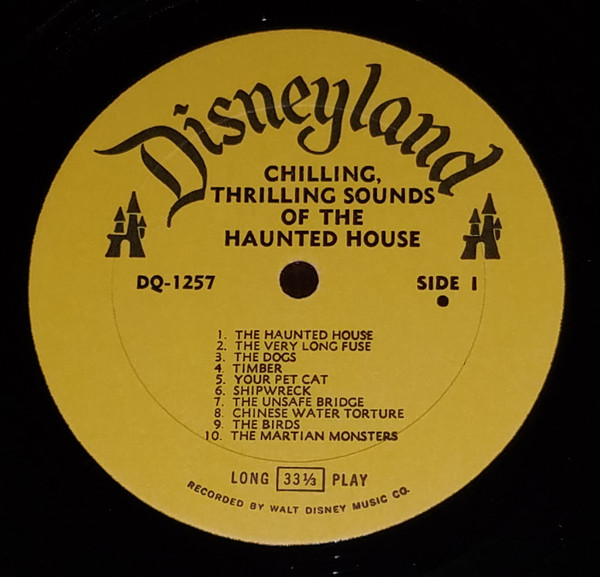 Disneyland
CHILLING,
THRILLING SOUNDS
OF THE
HAUNTED HOUSE
DQ-1257
SIDE 1
1. THE HAUNTED HOUSE
2. THE VERY LONG FUSE
3. THE DOGS
4. TIMBER
5. YOUR PET CAT
6. SHIPWRECK
7. THE UNSAFE BRIDGE
8. CHINESE WATER TORTURE
9. THE BIRDS
10. THE MARTIAN MONSTERS
LONG 33⅓ PLAY
RECORDED BY WALT DISNEY MUSIC CO.